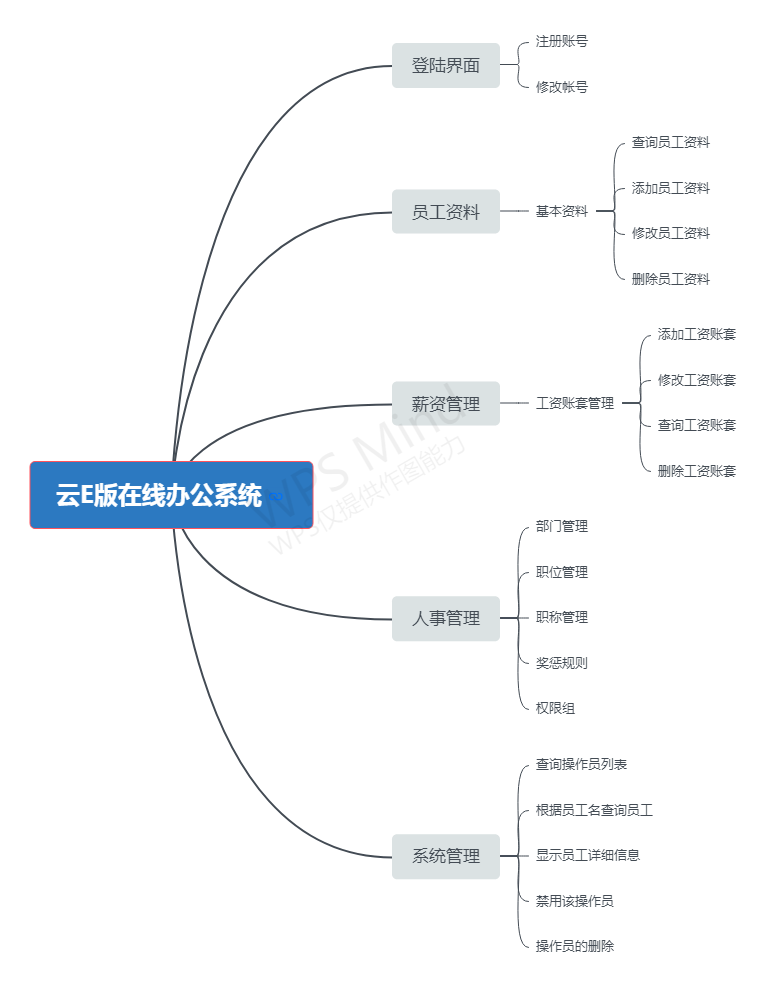 云E版在线办公系统
登陆界面
注册账号
修改帐号
员工资料
基本资料
查询员工资料
添加员工资料
修改员工资料
删除员工资料
薪资管理
工资账套管理
添加工资账套
修改工资账套
查询工资账套
删除工资账套
人事管理
部门管理
职位管理
职称管理
奖惩规则
权限组
系统管理
查询操作员列表
根据员工名查询员工
显示员工详细信息
禁用该操作员
操作员的删除
WPS Mind
WPS仅提供作图能力